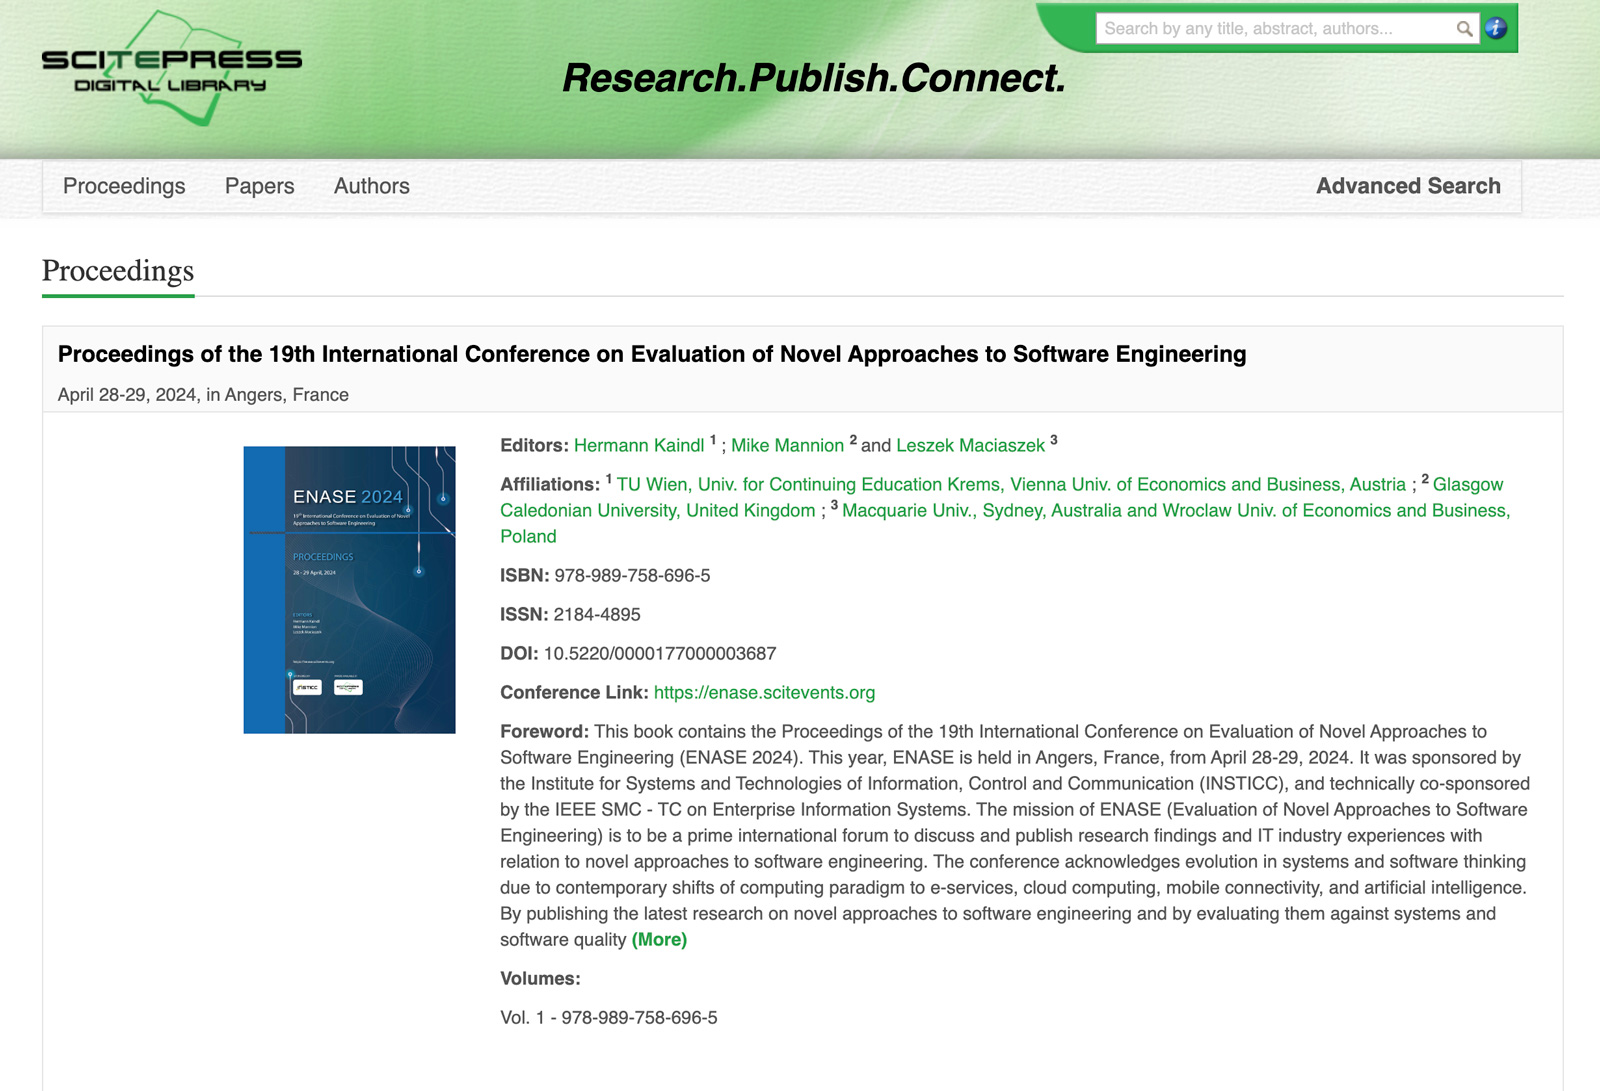 SCITEPRESS
DIGITAL LIBRARY
Research.Publish.Connect.
Search by any title, abstract, authors...
Proceedings Papers Authors Advanced Search
Proceedings
Proceedings of the 19th International Conference on Evaluation of Novel Approaches to Software Engineering
April 28-29, 2024, in Angers, France
ENASE 2024
19th International Conference on Evaluation of Novel
Approaches to Software Engineering
PROCEEDINGS
28 - 29 April, 2024
EDITORS
Hermann Kaindl
Mike Mannion
Leszek Maciaszek
https://enase.scitevents.org
INSTICC
SCITEPRESS
Editors: Hermann Kaindl 1 ; Mike Mannion 2 and Leszek Maciaszek 3
Affiliations: 1 TU Wien, Univ. for Continuing Education Krems, Vienna Univ. of Economics and Business, Austria ; 2 Glasgow
Caledonian University, United Kingdom ; 3 Macquarie Univ., Sydney, Australia and Wroclaw Univ. of Economics and Business,
Poland
ISBN: 978-989-758-696-5
ISSN: 2184-4895
DOI: 10.5220/0000177000003687
Conference Link: https://enase.scitevents.org
Foreword: This book contains the Proceedings of the 19th International Conference on Evaluation of Novel Approaches to
Software Engineering (ENASE 2024). This year, ENASE is held in Angers, France, from April 28-29, 2024. It was sponsored by
the Institute for Systems and Technologies of Information, Control and Communication (INSTICC), and technically co-sponsored
by the IEEE SMC - TC on Enterprise Information Systems. The mission of ENASE (Evaluation of Novel Approaches to Software
Engineering) is to be a prime international forum to discuss and publish research findings and IT industry experiences with
relation to novel approaches to software engineering. The conference acknowledges evolution in systems and software thinking
due to contemporary shifts of computing paradigm to e-services, cloud computing, mobile connectivity, and artificial intelligence.
By publishing the latest research on novel approaches to software engineering and by evaluating them against systems and
software quality (More)
Volumes:
Vol. 1 - 978-989-758-696-5